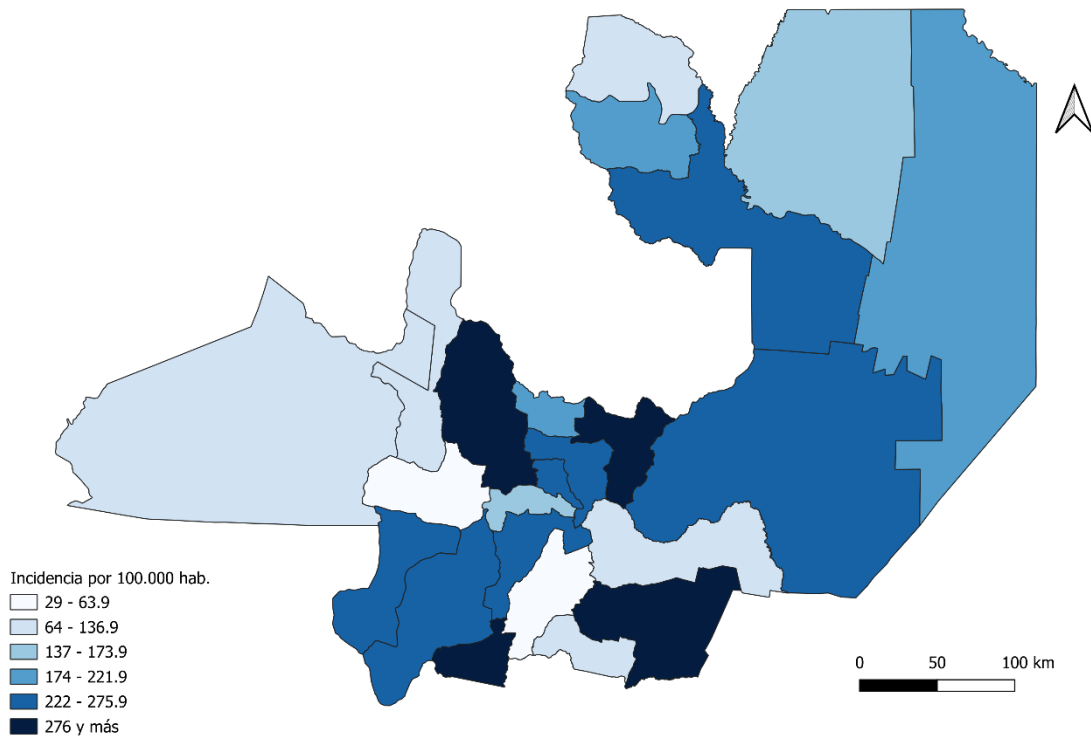 Incidencia por 100.000 hab.
29 - 63.9
64 - 136.9
137 - 173.9
174 - 221.9
222 - 275.9
276 y más
0 50 100 km